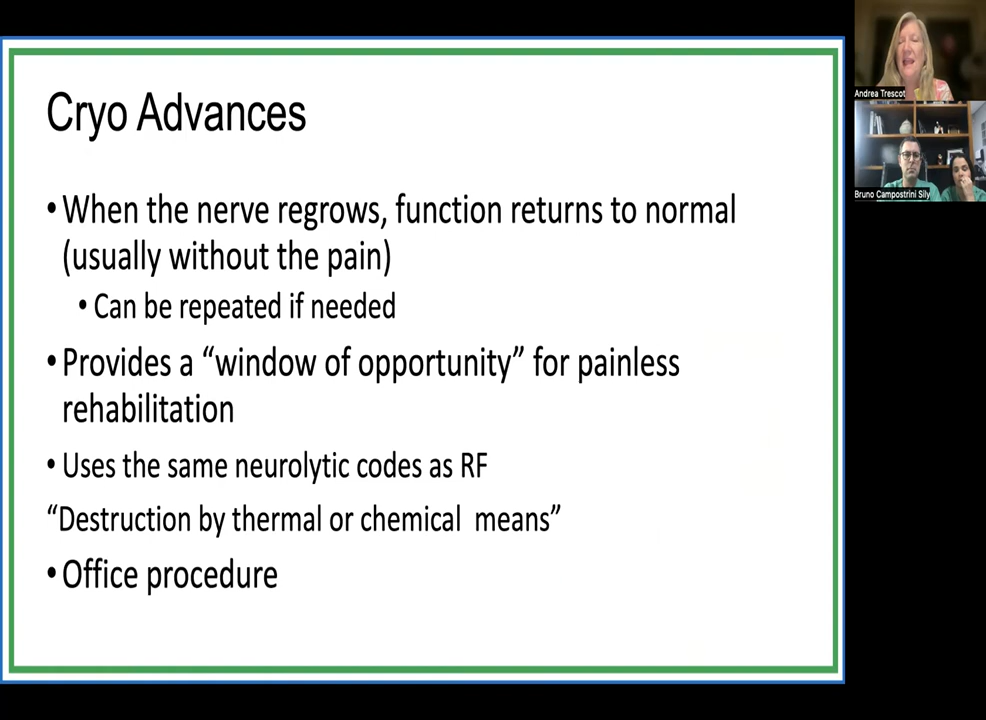 Cryo Advances
• When the nerve regrows, function returns to normal
(usually without the pain)
• Can be repeated if needed
• Provides a “window of opportunity” for painless
rehabilitation
• Uses the same neurolytic codes as RF
“Destruction by thermal or chemical means”
• Office procedure
Andrea Trescot
Bruno Campostrini Sily